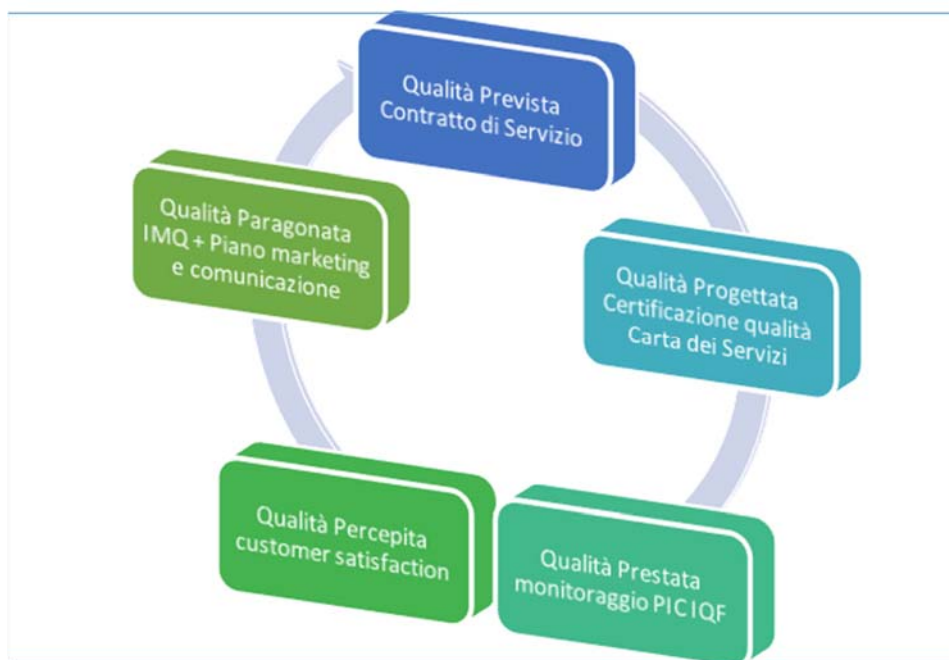 Qualità Prevista
Contratto di Servizio
Qualità Progettata
Certificazione qualità
Carta dei Servizi
Qualità Prestata
monitoraggio PIC IQF
Qualità Percepita
customer satisfaction
Qualità Paragonata
IMQ + Piano marketing
e comunicazione